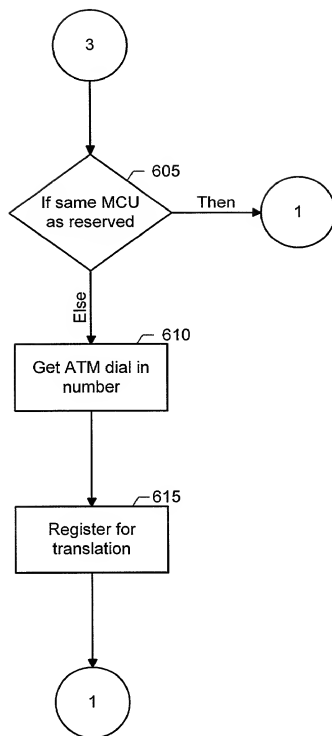 3
605
If same MCU
as reserved
Then
1
Else
610
Get ATM dial in
number
615
Register for
translation
1